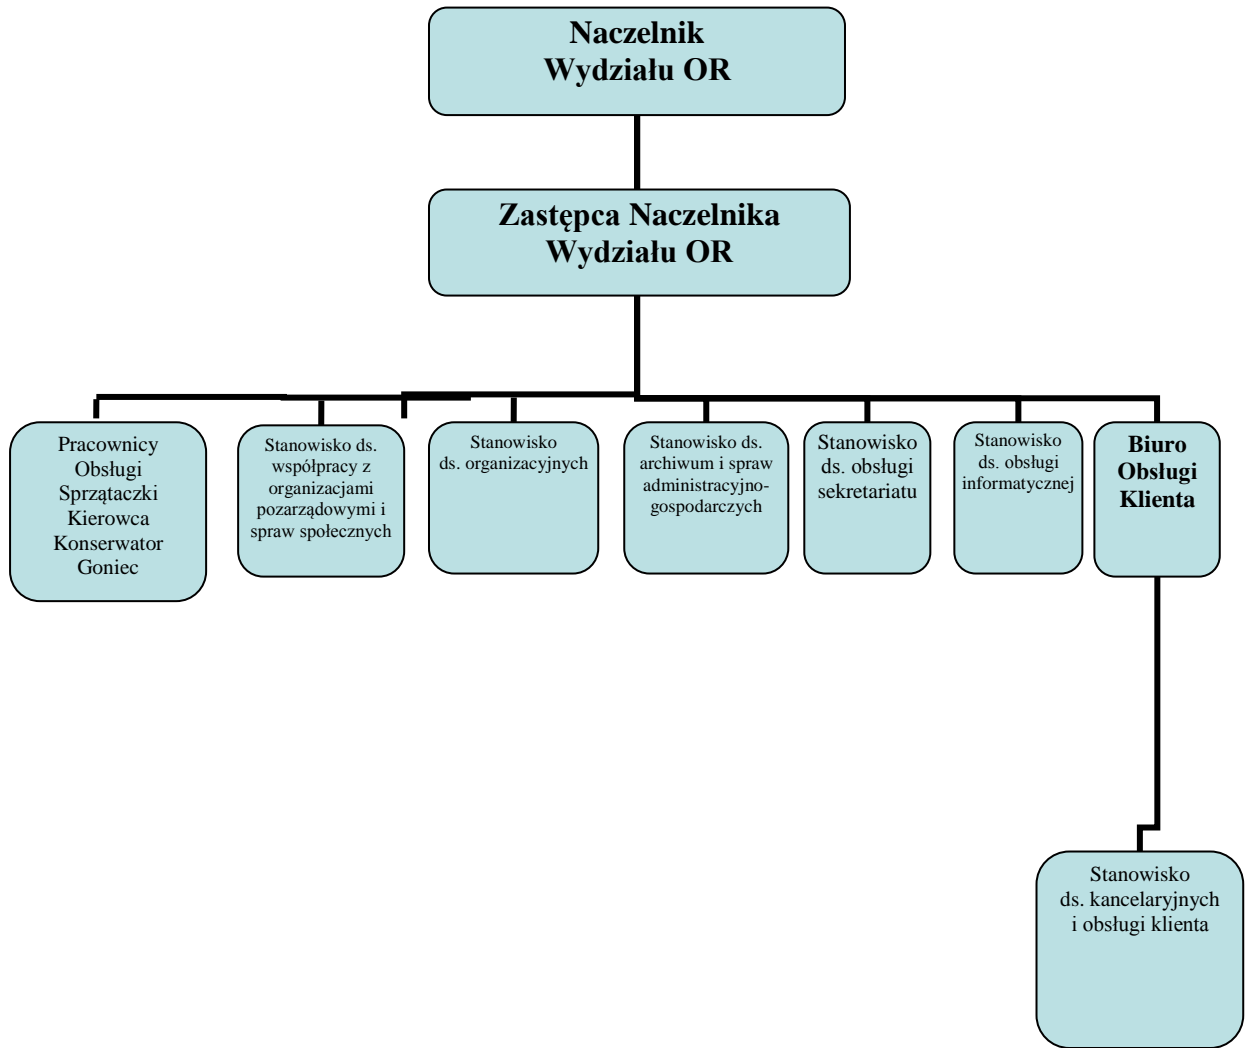 Naczelnik
Wydziału OR
Zastępca Naczelnika
Wydziału OR
Pracownicy
Obsługi
Sprzątaczki
Kierowca
Konserwator
Goniec
Stanowisko ds.
współpracy z
organizacjami
pozarządowymi i
spraw społecznych
Stanowisko
ds. organizacyjnych
Stanowisko ds.
archiwum i spraw
administracyjno-
gospodarczych
Stanowisko
ds. obsługi
sekretariatu
Stanowisko
ds. obsługi
informatycznej
Biuro
Obsługi
Klienta
Stanowisko
ds. kancelaryjnych
i obsługi klienta